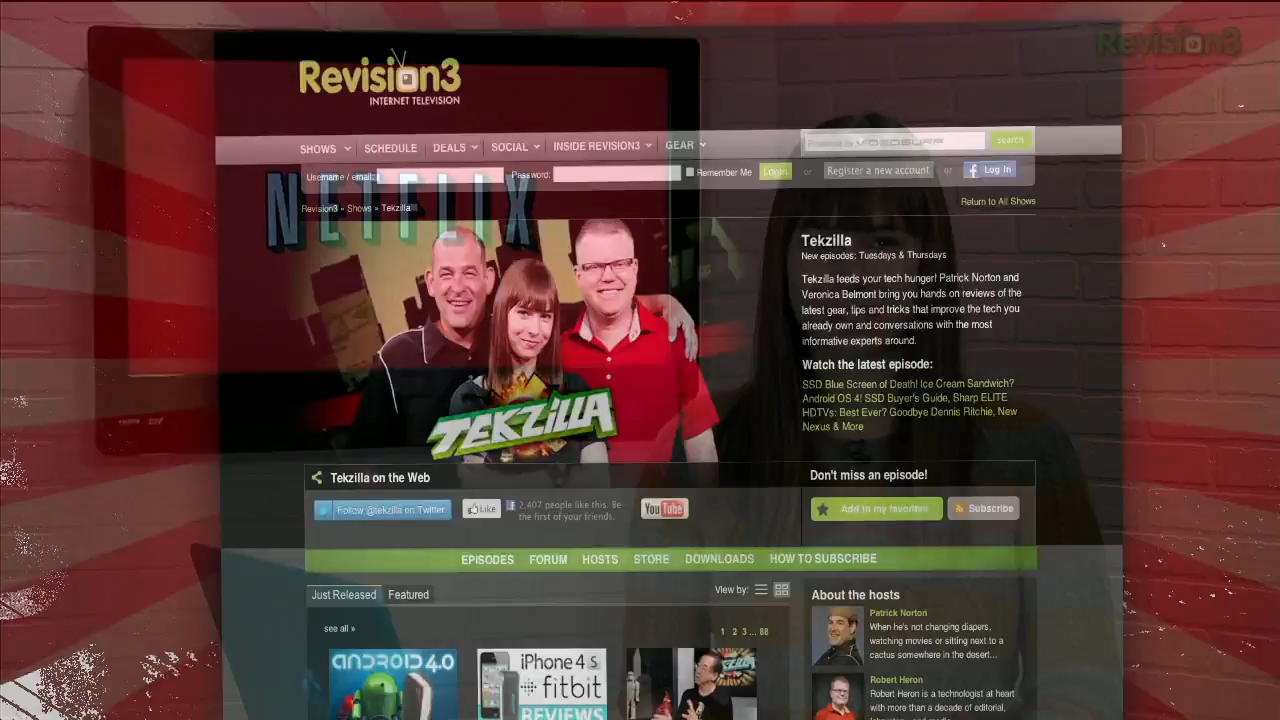 Revision3
Revision3
INTERNET TELEVISION
SHOWS
SCHEDULE
DEALS
SOCIAL
INSIDE REVISION3
GEAR
search
Username / email:
Password:
Remember Me
Login
or
Register a new account
or
Log In
NETFLIX
Revision3 » Shows » Tekzilla
Return to All Shows
Tekzilla
New episodes: Tuesdays & Thursdays
Tekzilla feeds your tech hunger! Patrick Norton and
Veronica Belmont bring you hands on reviews of the
latest gear, tips and tricks that improve the tech you
already own and conversations with the most
informative experts around.
Watch the latest episode:
SSD Blue Screen of Death! Ice Cream Sandwich?
Android OS 4! SSD Buyer's Guide, Sharp ELITE
HDTVs: Best Ever? Goodbye Dennis Ritchie, New
Nexus & More
TEKZILLA
Tekzilla on the Web
Don't miss an episode!
Follow @tekzilla on Twitter
Like
2,407 people like this. Be
the first of your friends.
YouTube
Add to my favorites
Subscribe
EPISODES
FORUM
HOSTS
STORE
DOWNLOADS
HOW TO SUBSCRIBE
Just Released
Featured
View by:
see all »
1 2 3 ... 88
About the hosts
Patrick Norton
When he's not changing diapers,
watching movies or sitting next to a
cactus somewhere in the desert...
ANDROID 4.0
iPhone 4S
fitbit
REVIEWS
Robert Heron
Robert Heron is a technologist at heart
with more than a decade of editorial,